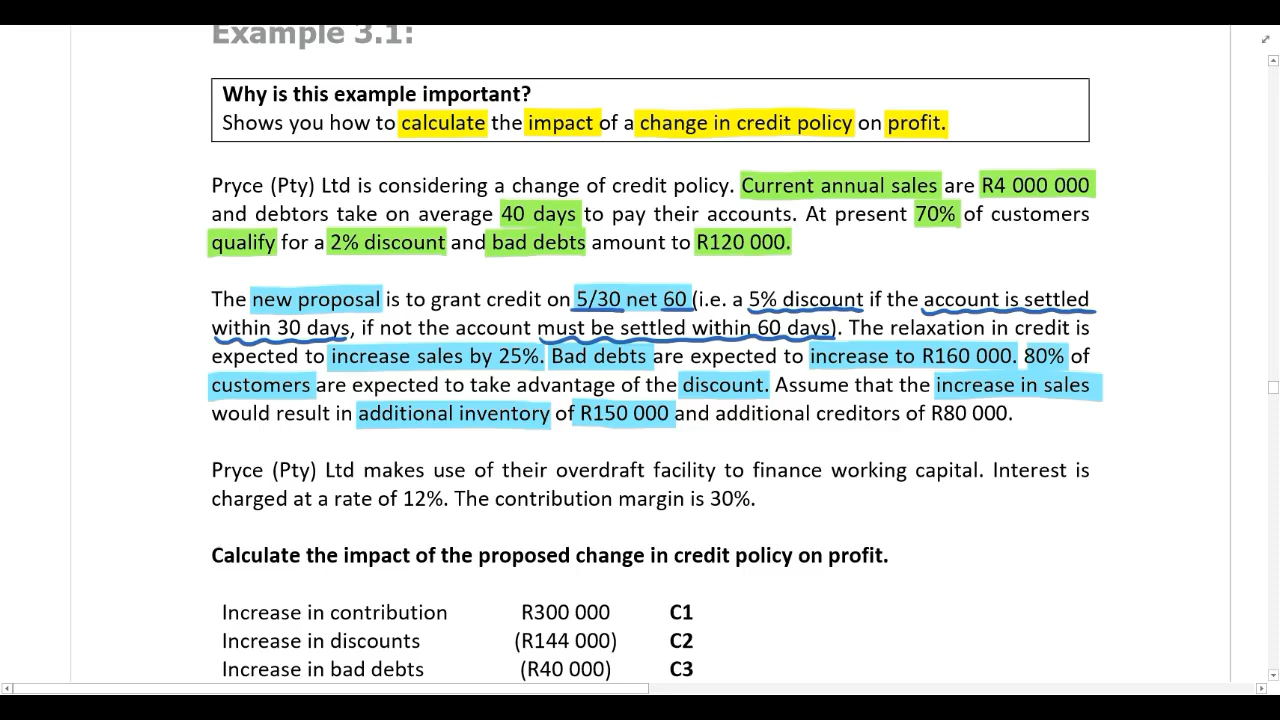 Example 3.1:
Why is this example important?
Shows you how to calculate the impact of a change in credit policy on profit.
Pryce (Pty) Ltd is considering a change of credit policy. Current annual sales are R4 000 000
and debtors take on average 40 days to pay their accounts. At present 70% of customers
qualify for a 2% discount and bad debts amount to R120 000.
The new proposal is to grant credit on 5/30 net 60 (i.e. a 5% discount if the account is settled
within 30 days, if not the account must be settled within 60 days). The relaxation in credit is
expected to increase sales by 25%. Bad debts are expected to increase to R160 000. 80% of
customers are expected to take advantage of the discount. Assume that the increase in sales
would result in additional inventory of R150 000 and additional creditors of R80 000.
Pryce (Pty) Ltd makes use of their overdraft facility to finance working capital. Interest is
charged at a rate of 12%. The contribution margin is 30%.
Calculate the impact of the proposed change in credit policy on profit.
Increase in contribution R300 000 C1
Increase in discounts (R144 000) C2
Increase in bad debts (R40 000) C3